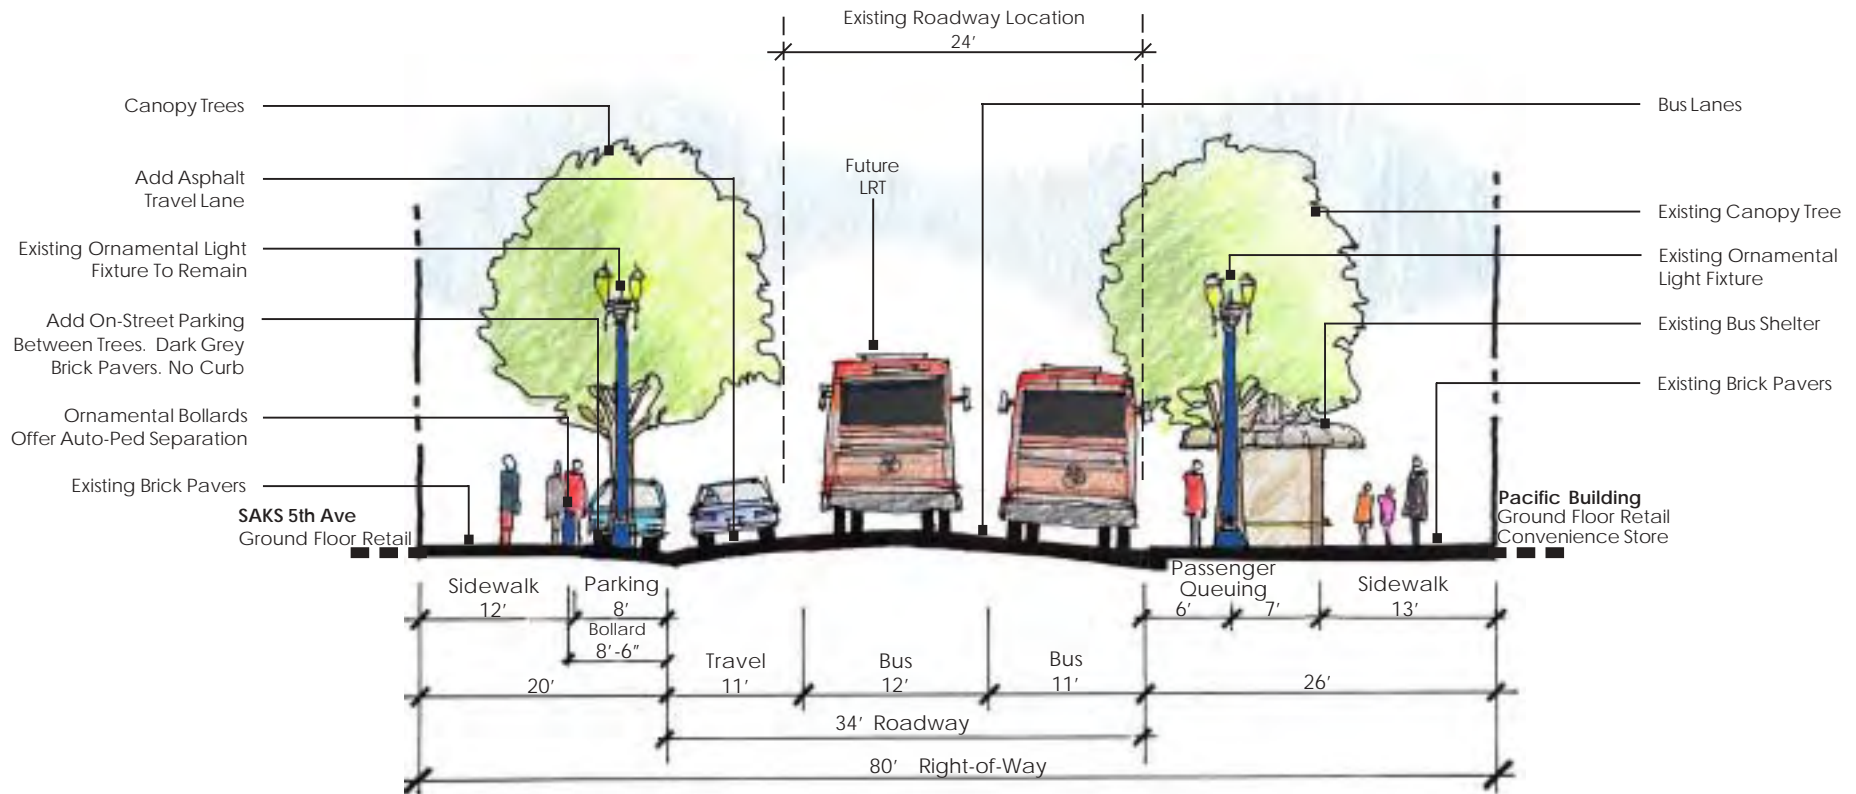 Existing Roadway Location
24'
Canopy Trees
Add Asphalt
Travel Lane
Existing Ornamental Light
Fixture To Remain
Add On-Street Parking
Between Trees. Dark Grey
Brick Pavers. No Curb
Ornamental Bollards
Offer Auto-Ped Separation
Existing Brick Pavers
SAKS 5th Ave
Ground Floor Retail
Future
LRT
Bus Lanes
Existing Canopy Tree
Existing Ornamental
Light Fixture
Existing Bus Shelter
Existing Brick Pavers
Pacific Building
Ground Floor Retail
Convenience Store
Sidewalk
12'
Parking
8'
Bollard
8'-6"
Passenger
Queuing
6'
7'
Sidewalk
13'
20'
Travel
11'
Bus
12'
Bus
11'
26'
34' Roadway
80' Right-of-Way